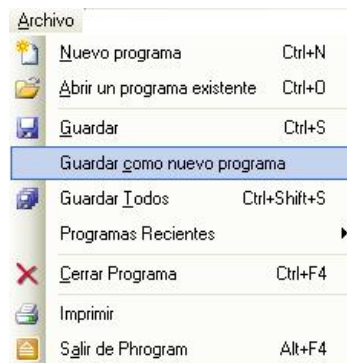 Archivo
Nuevo programa Ctrl+N
Abrir un programa existente Ctrl+O
Guardar Ctrl+S
Guardar como nuevo programa
Guardar Todos Ctrl+Shift+S
Programas Recientes
Cerrar Programa Ctrl+F4
Imprimir
Salir de Phrogram Alt+F4